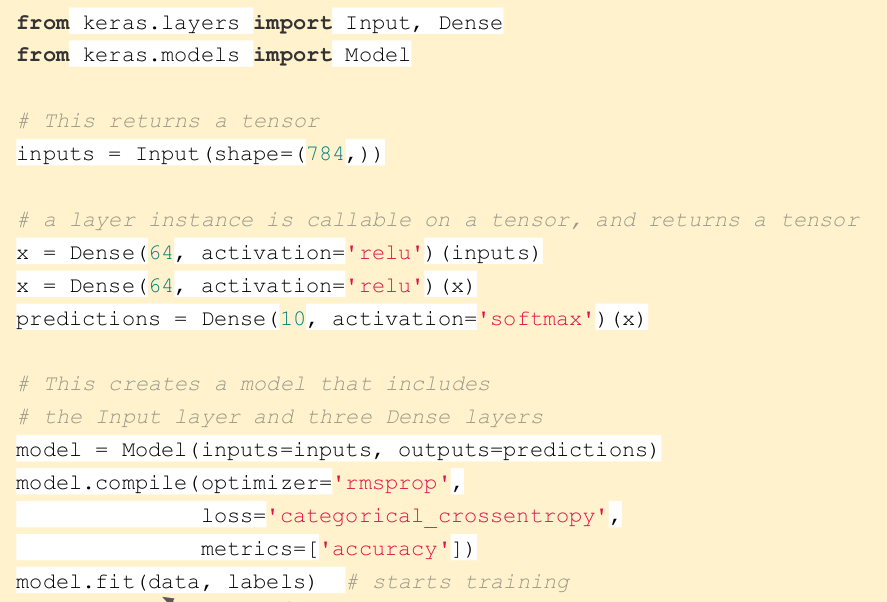 from keras.layers import Input, Dense
from keras.models import Model
# This returns a tensor
inputs = Input(shape=(784,))
# a layer instance is callable on a tensor, and returns a tensor
x = Dense(64, activation='relu')(inputs)
x = Dense(64, activation='relu')(x)
predictions = Dense(10, activation='softmax')(x)
# This creates a model that includes
# the Input layer and three Dense layers
model = Model(inputs=inputs, outputs=predictions)
model.compile(optimizer='rmsprop',
loss='categorical_crossentropy',
metrics=['accuracy'])
model.fit(data, labels)  # starts training